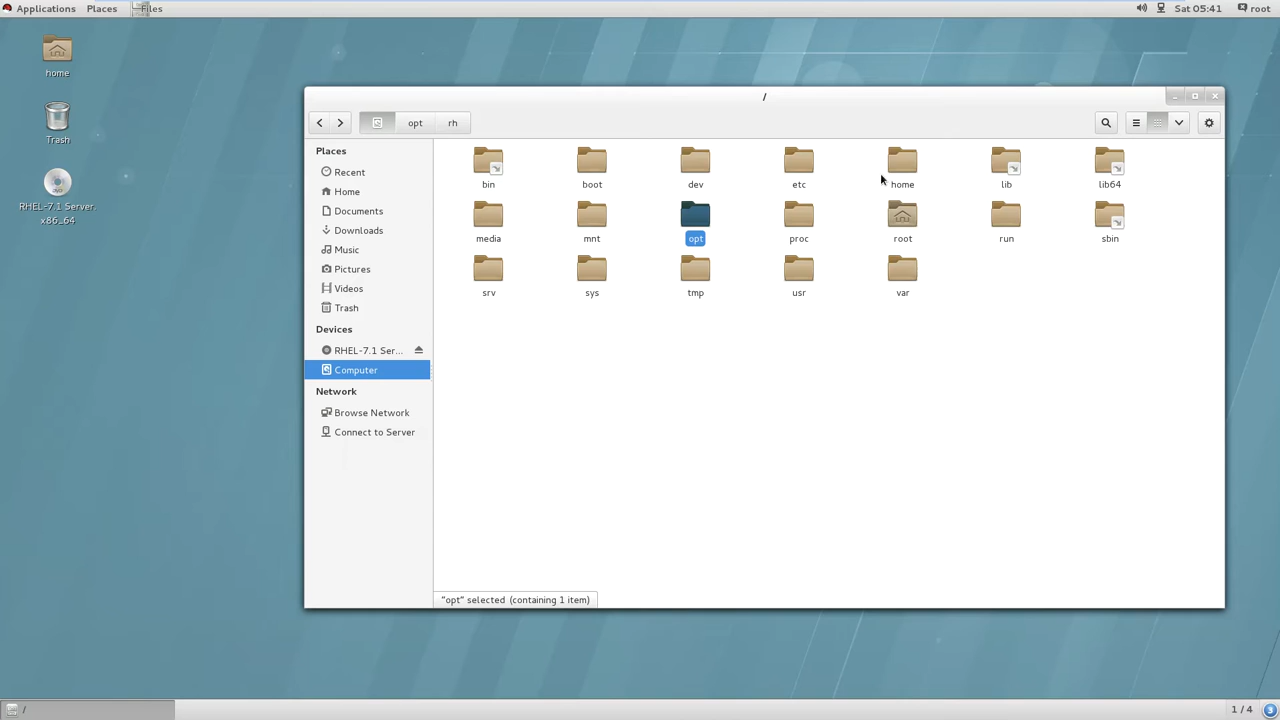 Applications Places Files Sat 05:41 root
home
Trash
RHEL-7.1 Server.
x86_64
/
opt rh
Places
Recent
Home
Documents
Downloads
Music
Pictures
Videos
Trash
Devices
RHEL-7.1 Ser...
Computer
Network
Browse Network
Connect to Server
bin boot dev etc home lib lib64
media mnt opt proc root run sbin
srv sys tmp usr var
"opt" selected (containing 1 item)
/ 1 / 4 3